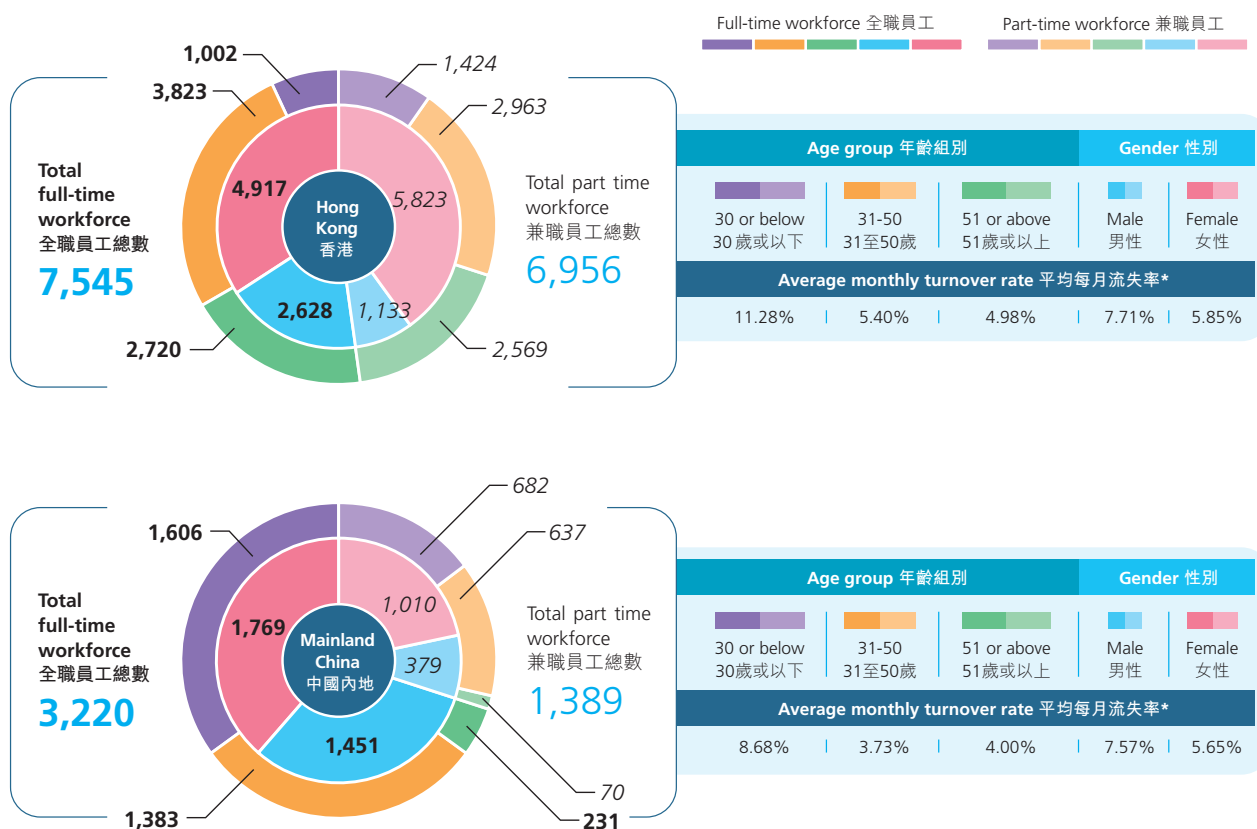 Full-time workforce 全職員工
Part-time workforce 兼職員工
1,002
3,823
1,424
2,963
Total
full-time
workforce
全職員工總數
7,545
4,917
5,823
Hong
Kong
香港
2,628
1,133
2,720
2,569
Total part time
workforce
兼職員工總數
6,956
Age group 年齡組別
Gender 性別
30 or below
30歲或以下
31-50
31至50歲
51 or above
51歲或以上
Male
男性
Female
女性
Average monthly turnover rate 平均每月流失率*
11.28%
5.40%
4.98%
7.71%
5.85%
1,606
682
637
Total
full-time
workforce
全職員工總數
3,220
1,769
1,010
Mainland
China
中國內地
379
1,451
1,383
70
231
Total part time
workforce
兼職員工總數
1,389
Age group 年齡組別
Gender 性別
30 or below
30歲或以下
31-50
31至50歲
51 or above
51歲或以上
Male
男性
Female
女性
Average monthly turnover rate 平均每月流失率*
8.68%
3.73%
4.00%
7.57%
5.65%